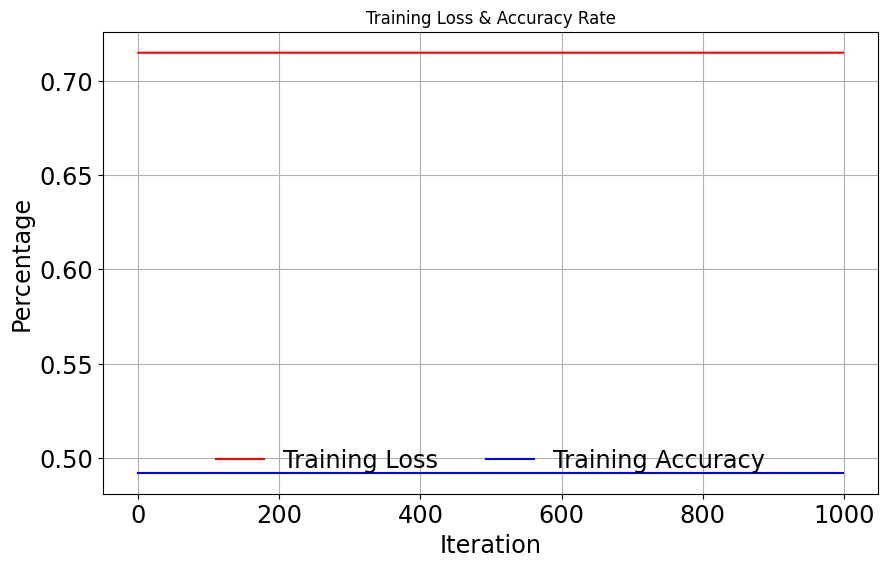 Training Loss & Accuracy Rate
Percentage
0.70
0.65
0.60
0.55
0.50
Training Loss Training Accuracy
0 200 400 600 800 1000
Iteration